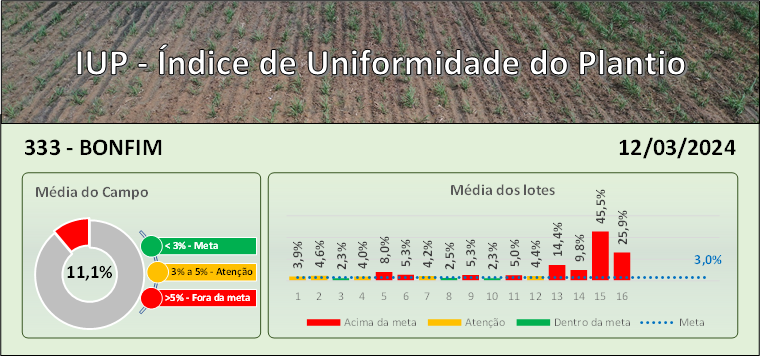 IUP - Índice de Uniformidade do Plantio
333 - BONFIM
12/03/2024
Média do Campo
11,1%
< 3% - Meta
3% a 5% - Atenção
>5% - Fora da meta
Média dos lotes
3,9% 4,6% 2,3% 4,0% 8,0% 5,3% 4,2% 2,5% 5,3% 2,3% 5,0% 4,4% 14,4% 9,8% 45,5% 25,9%
3,0%
1 2 3 4 5 6 7 8 9 10 11 12 13 14 15 16
Acima da meta Atenção Dentro da meta Meta